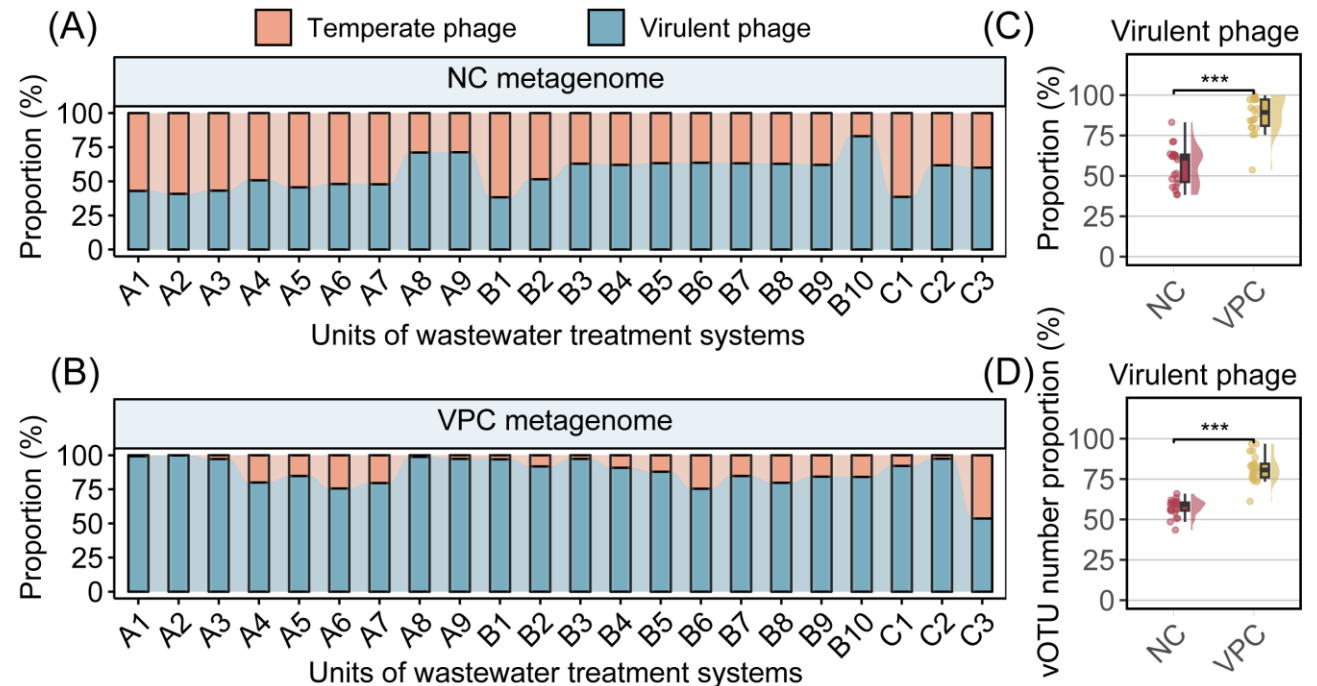 (A)
Temperate phage
Virulent phage
NC metagenome
Proportion (%)
100
75
50
25
0
A1 A2 A3 A4 A5 A6 A7 A8 A9 B1 B2 B3 B4 B5 B6 B7 B8 B9 B10 C1 C2 C3
Units of wastewater treatment systems
(B)
VPC metagenome
Proportion (%)
100
75
50
25
0
A1 A2 A3 A4 A5 A6 A7 A8 A9 B1 B2 B3 B4 B5 B6 B7 B8 B9 B10 C1 C2 C3
Units of wastewater treatment systems
(C)
Virulent phage
Proportion (%)
100
75
50
25
0
***
NC VPC
(D)
Virulent phage
vOTU number proportion (%)
100
75
50
25
0
***
NC VPC